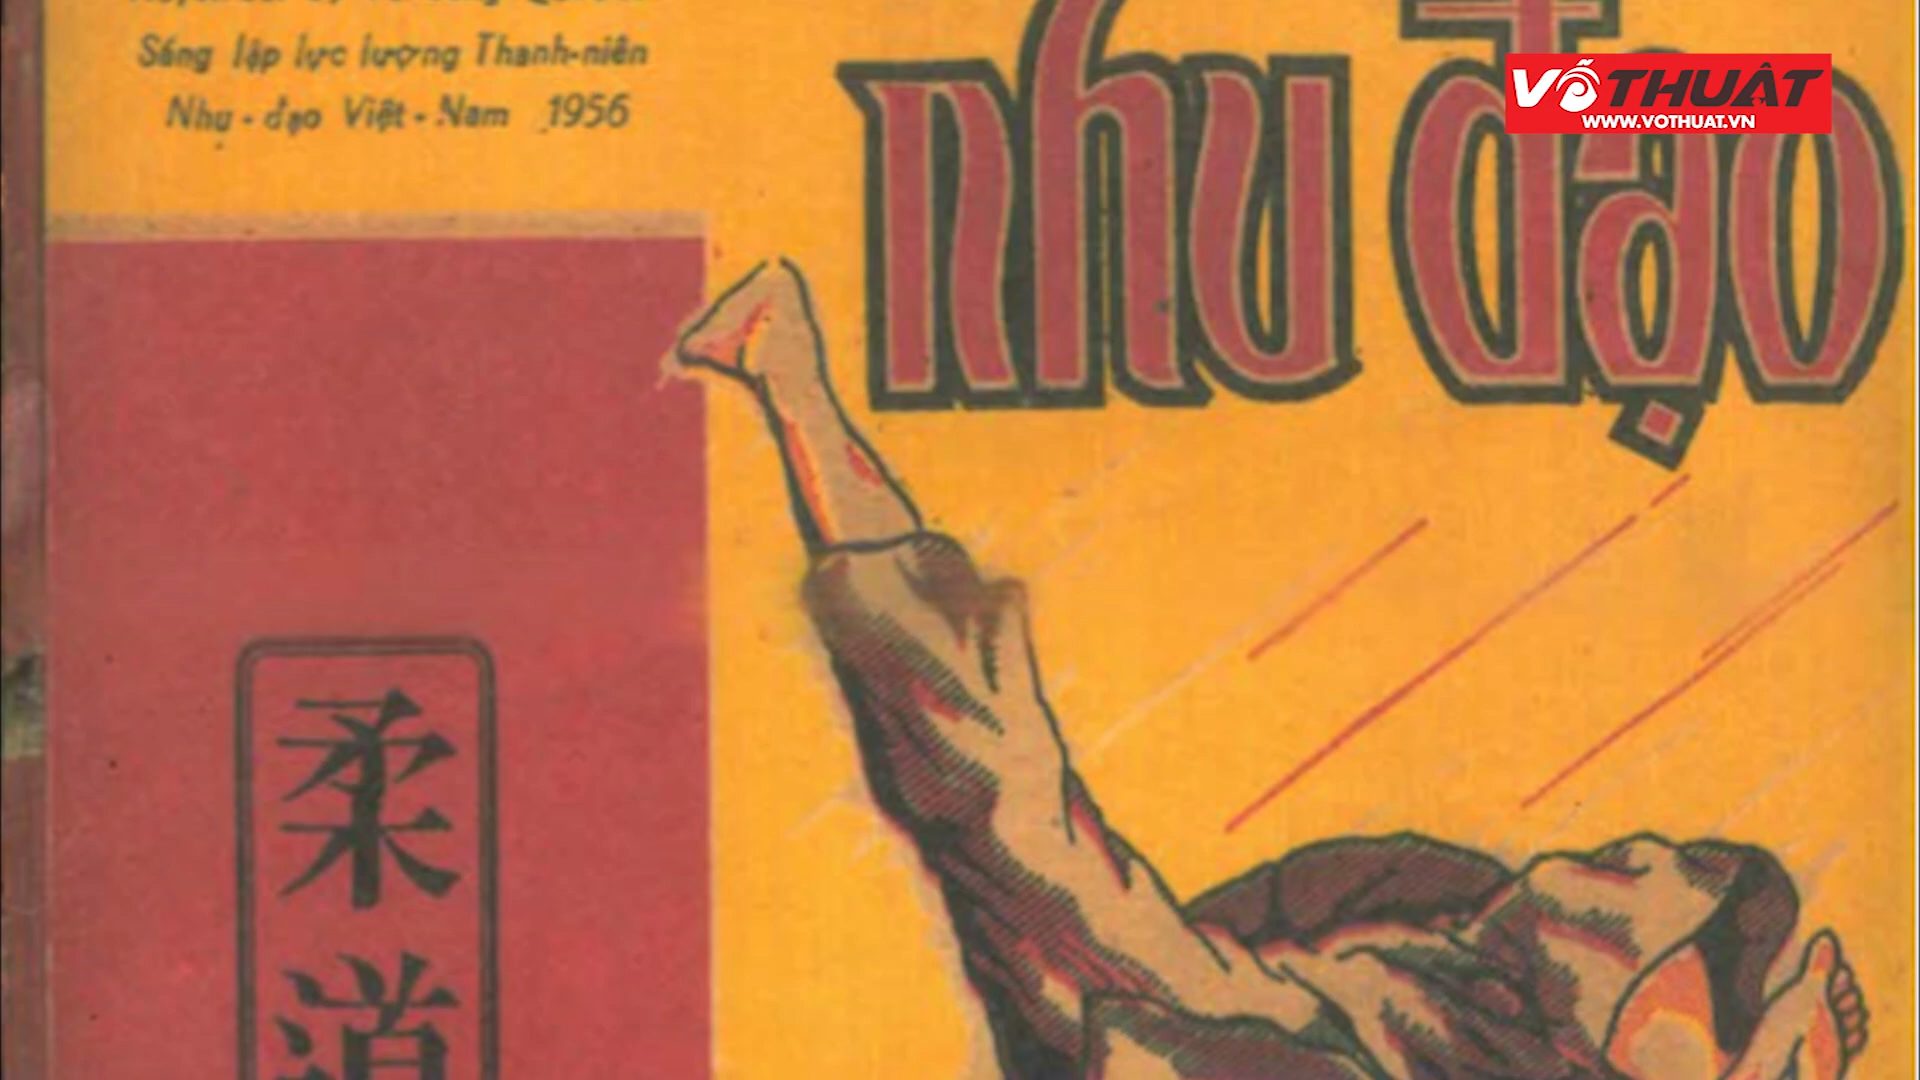 Sáng lập lực lượng Thanh-niên
Nhu-đạo Việt-Nam 1956
nhu đạo
VÕ THUẬT
WWW.VOTHUAT.VN
柔
道